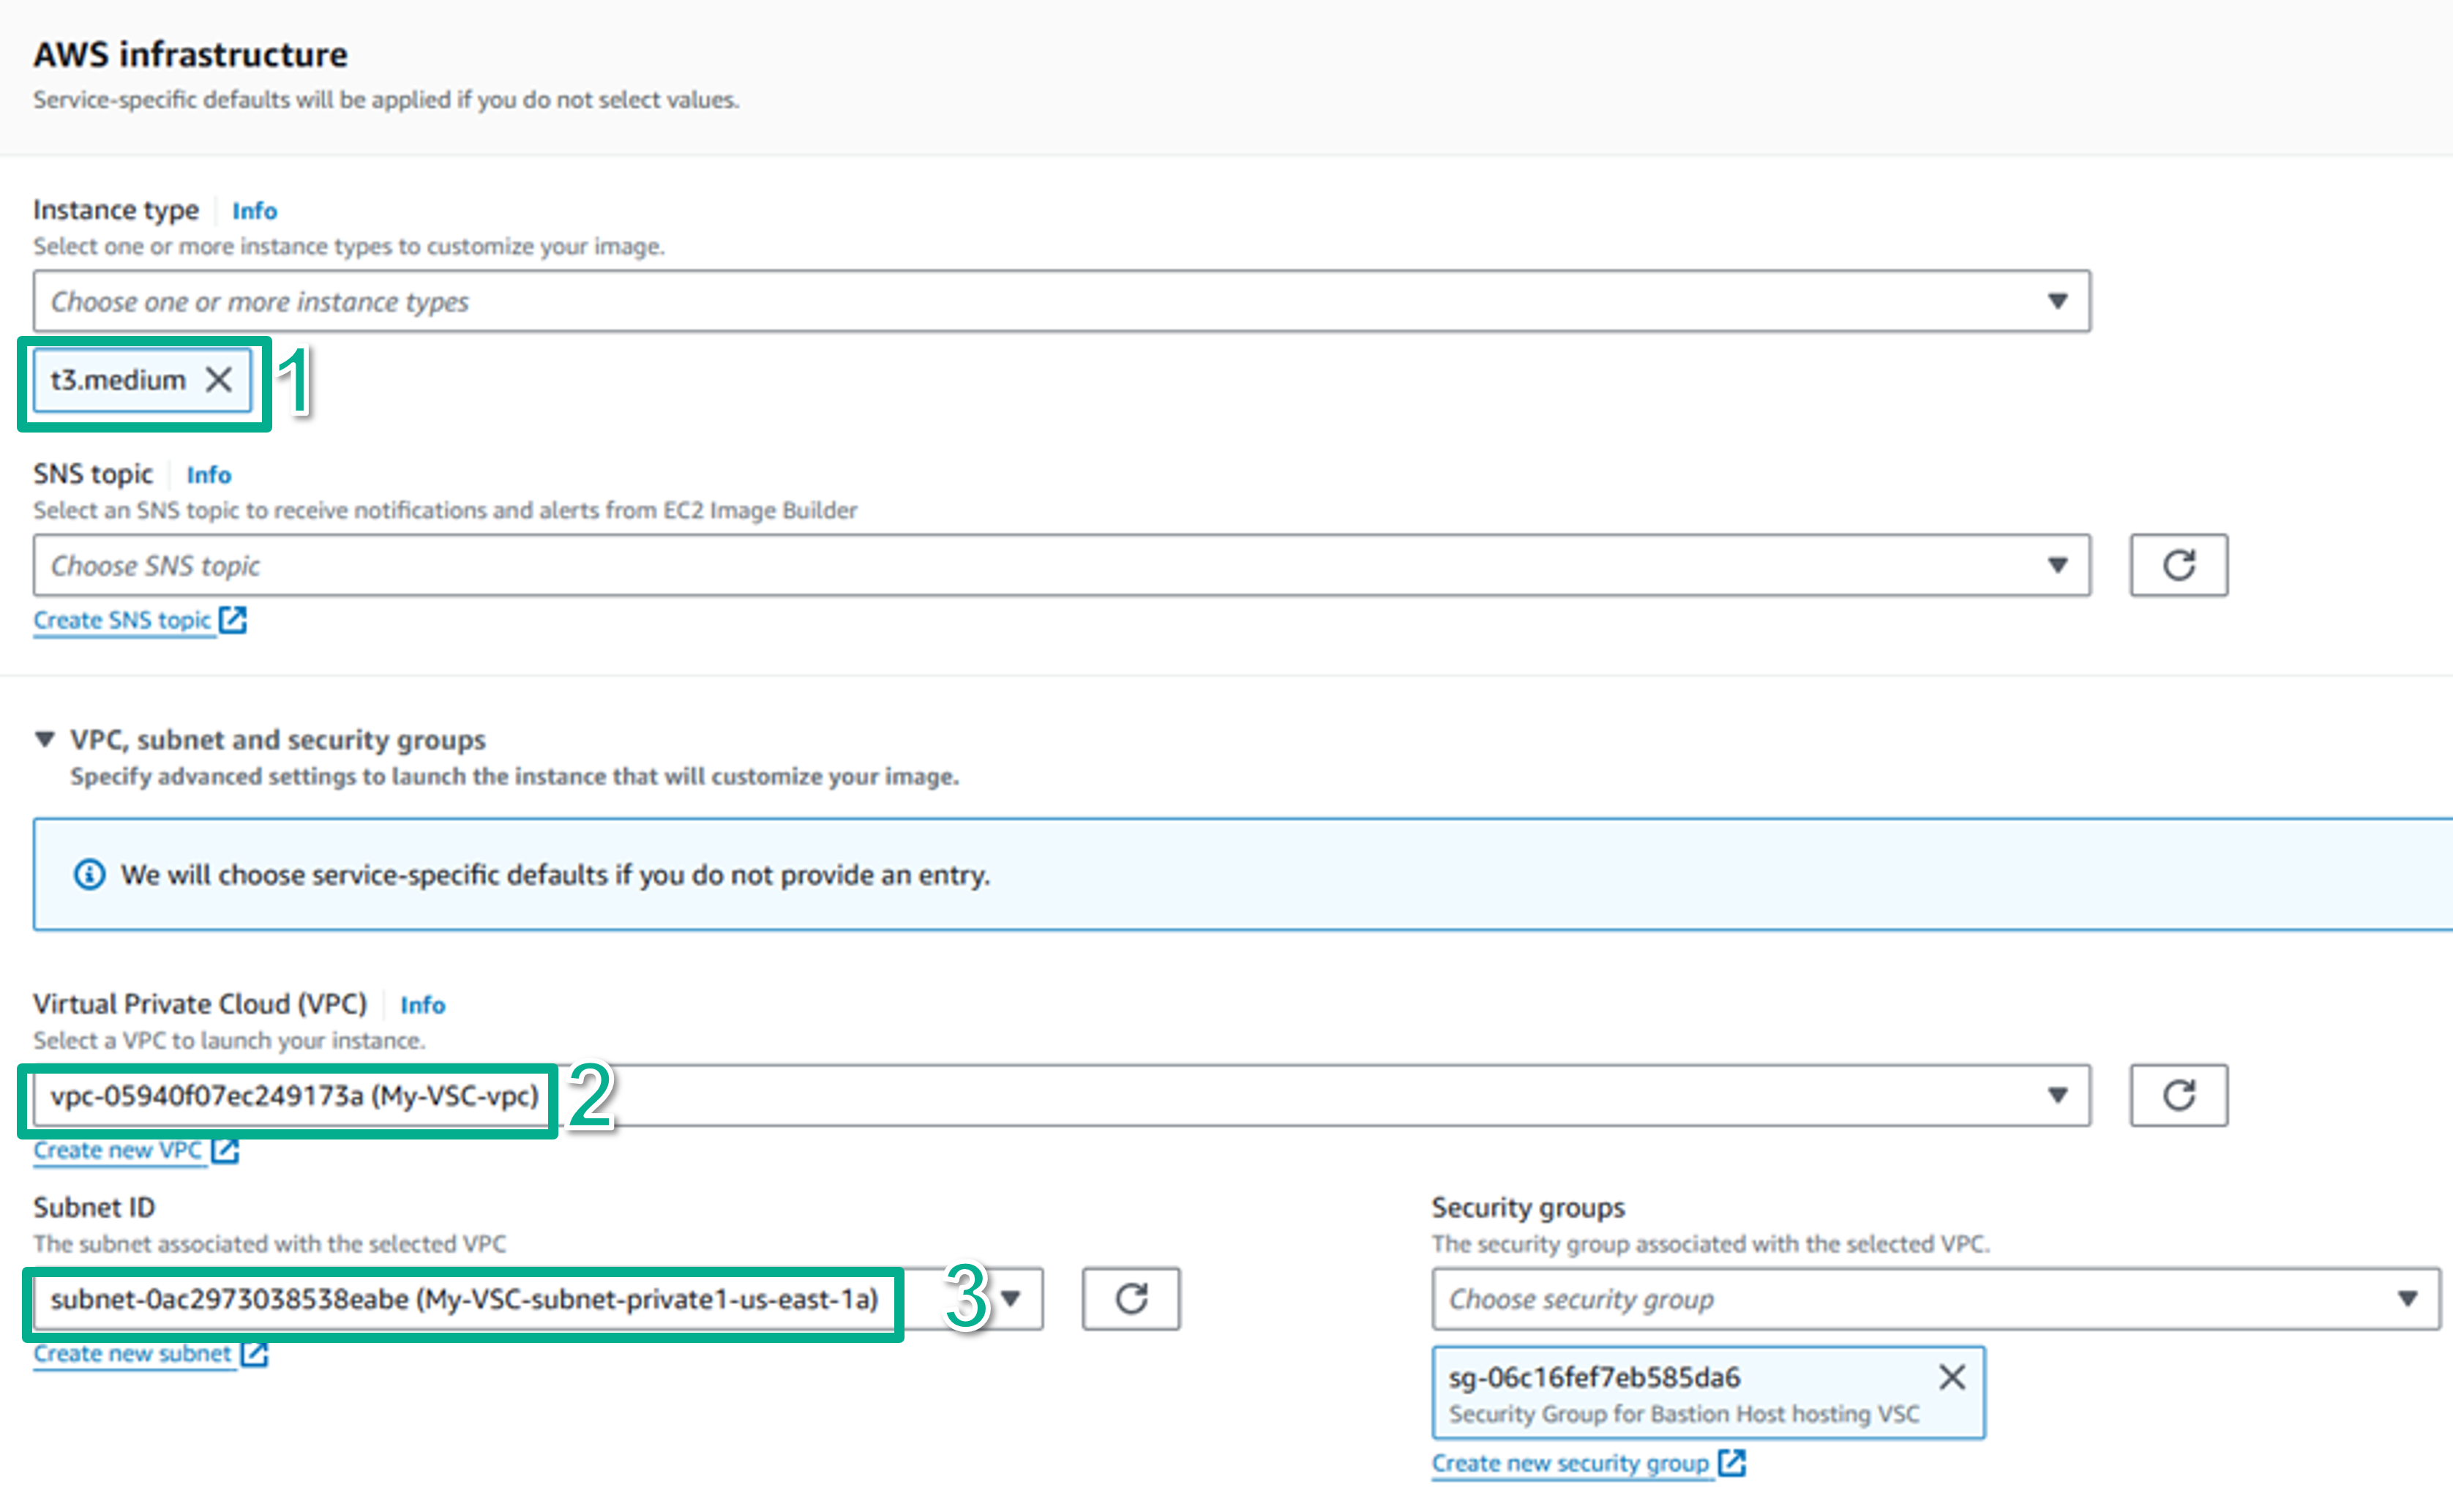 AWS infrastructure
Service-specific defaults will be applied if you do not select values.
Instance type Info
Select one or more instance types to customize your image.
Choose one or more instance types
t3.medium
1
SNS topic Info
Select an SNS topic to receive notifications and alerts from EC2 Image Builder
Choose SNS topic
Create SNS topic
VPC, subnet and security groups
Specify advanced settings to launch the instance that will customize your image.
We will choose service-specific defaults if you do not provide an entry.
Virtual Private Cloud (VPC) Info
Select a VPC to launch your instance.
vpc-05940f07ec249173a (My-VSC-vpc)
2
Create new VPC
Subnet ID
The subnet associated with the selected VPC
subnet-0ac2973038538eabe (My-VSC-subnet-private1-us-east-1a)
3
Create new subnet
Security groups
The security group associated with the selected VPC.
Choose security group
sg-06c16fef7eb585da6
Security Group for Bastion Host hosting VSC
Create new security group